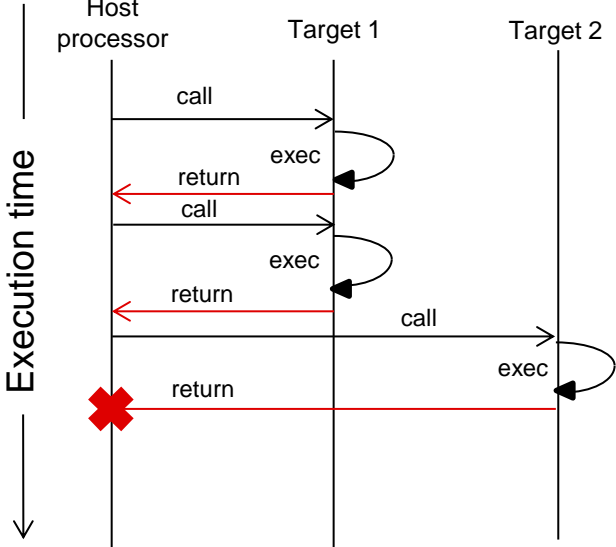 Host
processor
Target 1
Target 2
call
exec
return
call
exec
return
call
exec
return
Execution time